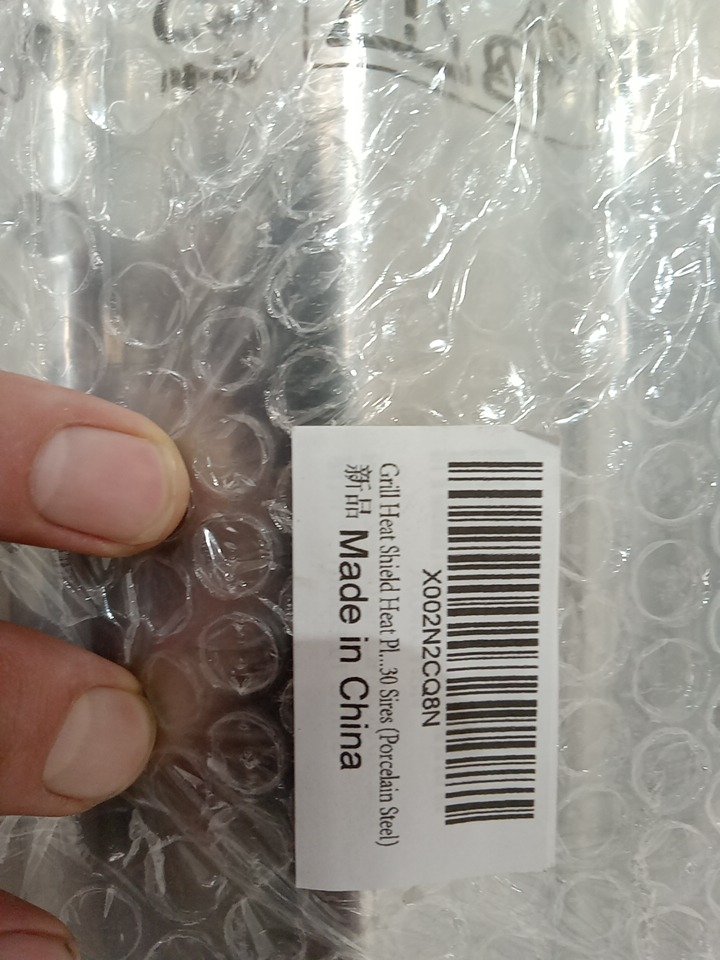 X002N2CQ8N
Grill Heat Shield Heat Pl...30 Sires (Porcelain Steel)
新品 Made in China